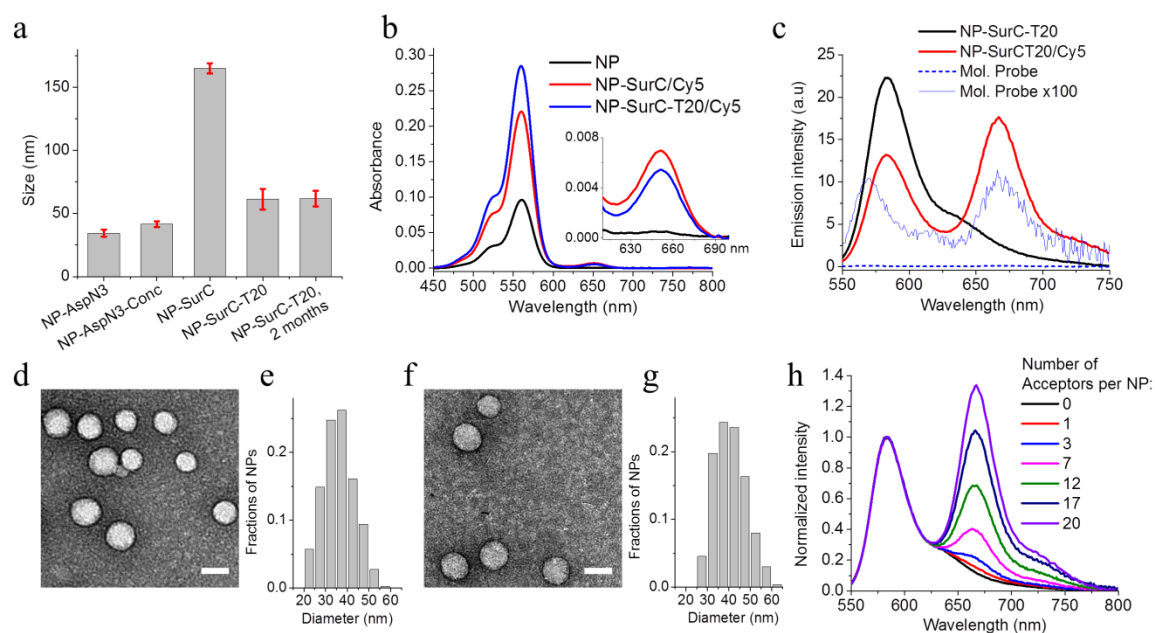 a
Size (nm)
150
100
50
0
NP-AspN3
NP-AspN3-Conc
NP-SurC
NP-SurC-T20
NP-SurC-T20,
2 months
b
Absorbance
0.30
0.25
0.20
0.15
0.10
0.05
0.00
450 500 550 600 650 700 750 800
Wavelength (nm)
NP
NP-SurC/Cy5
NP-SurC-T20/Cy5
0.008
0.004
0.000
630 660 690 nm
c
Emission intensity (a.u)
25
20
15
10
5
0
550 600 650 700 750
Wavelength (nm)
NP-SurC-T20
NP-SurCT20/Cy5
Mol. Probe
Mol. Probe x100
d
e
Fractions of NPs
0.2
0.1
0.0
20 30 40 50 60
Diameter (nm)
f
g
Fractions of NPs
0.2
0.1
0.0
20 30 40 50 60
Diameter (nm)
h
Normalized intensity
1.4
1.2
1.0
0.8
0.6
0.4
0.2
0.0
550 600 650 700 750 800
Wavelength (nm)
Number of
Acceptors per NP:
0
1
3
7
12
17
20